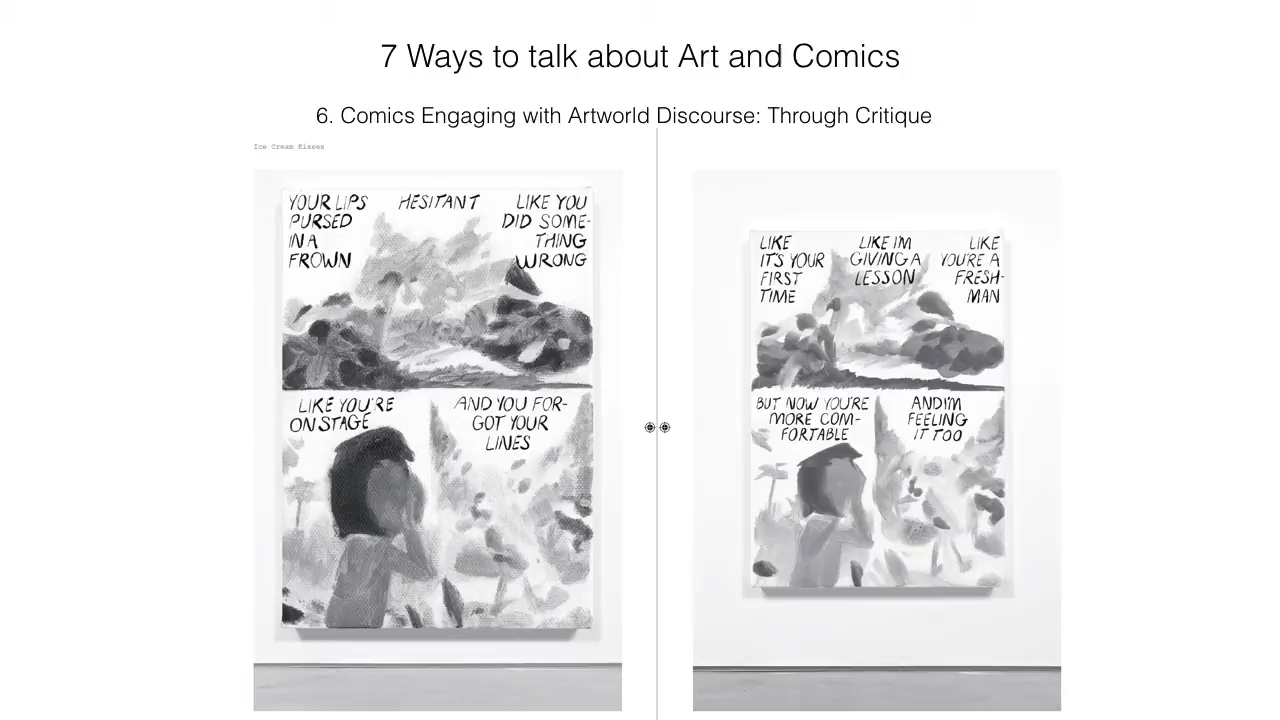 7 Ways to talk about Art and Comics
6. Comics Engaging with Artworld Discourse: Through Critique
Ice Cream Kisses
YOUR LIPS
PURSED
IN A
FROWN
HESITANT
LIKE YOU
DID SOME-
THING
WRONG
LIKE YOU'RE
ON STAGE
AND YOU FOR-
GOT YOUR
LINES
LIKE
IT'S YOUR
FIRST
TIME
LIKE I'M
GIVING A
LESSON
LIKE
YOU'RE A
FRESH-
MAN
BUT NOW YOU'RE
MORE COM-
FORTABLE
AND I'M
FEELING
IT TOO